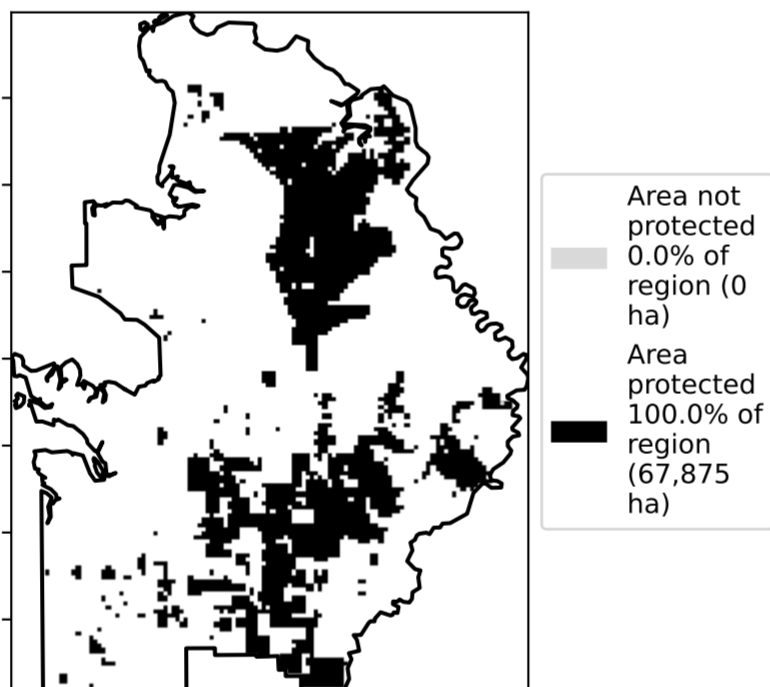 Area not
protected
0.0% of
region (0
ha)
Area
protected
100.0% of
region
(67,875
ha)